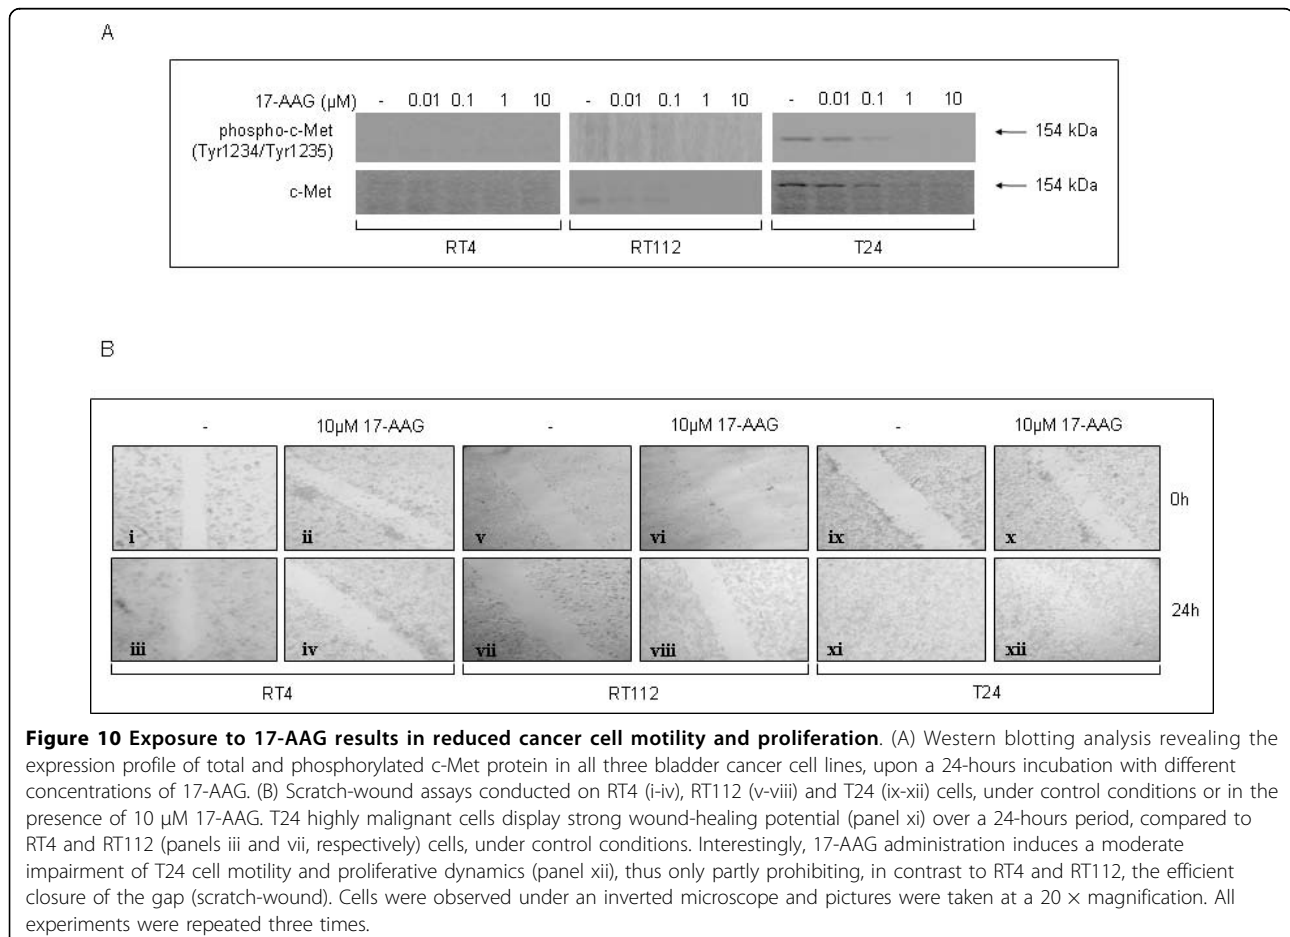 A
17-AAG (μM) - 0.01 0.1 1 10 - 0.01 0.1 1 10 - 0.01 0.1 1 10
phospho-c-Met
(Tyr1234/Tyr1235)
154 kDa
c-Met
154 kDa
RT4 RT112 T24
B
- 10μM 17-AAG - 10μM 17-AAG - 10μM 17-AAG
i ii v vi ix x
0h
iii iv vii viii xi xii
24h
RT4 RT112 T24
Figure 10 Exposure to 17-AAG results in reduced cancer cell motility and proliferation. (A) Western blotting analysis revealing the
expression profile of total and phosphorylated c-Met protein in all three bladder cancer cell lines, upon a 24-hours incubation with different
concentrations of 17-AAG. (B) Scratch-wound assays conducted on RT4 (i-iv), RT112 (v-viii) and T24 (ix-xii) cells, under control conditions or in the
presence of 10 μM 17-AAG. T24 highly malignant cells display strong wound-healing potential (panel xi) over a 24-hours period, compared to
RT4 and RT112 (panels iii and vii, respectively) cells, under control conditions. Interestingly, 17-AAG administration induces a moderate
impairment of T24 cell motility and proliferative dynamics (panel xii), thus only partly prohibiting, in contrast to RT4 and RT112, the efficient
closure of the gap (scratch-wound). Cells were observed under an inverted microscope and pictures were taken at a 20 × magnification. All
experiments were repeated three times.